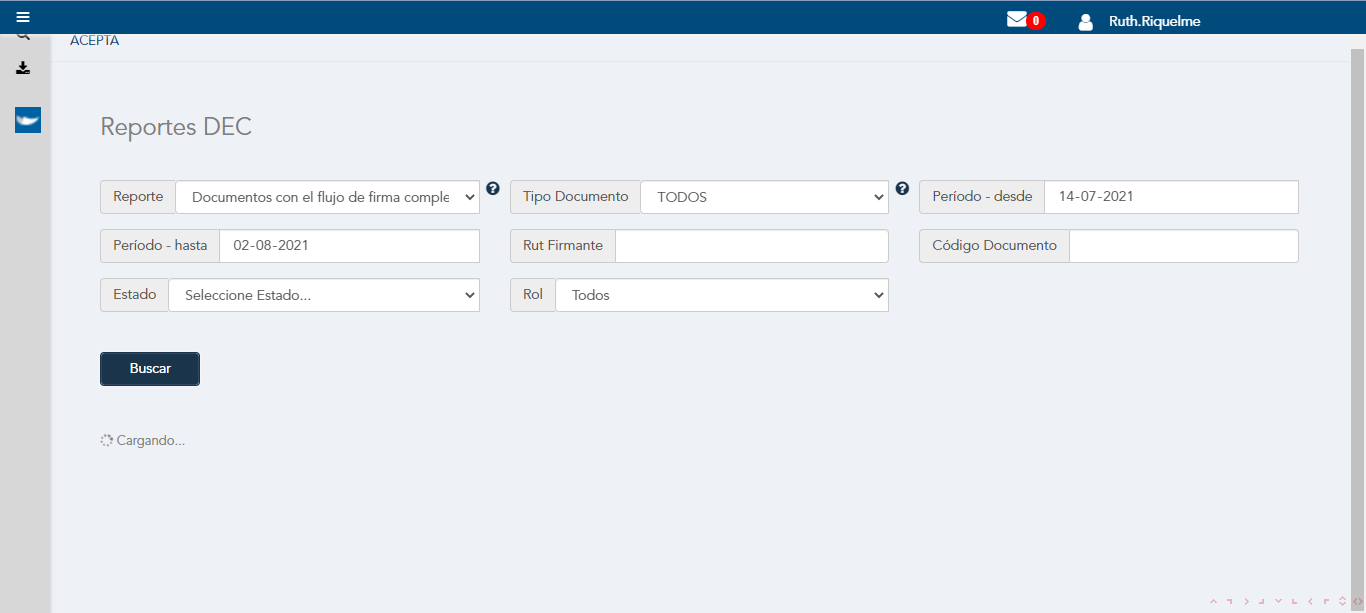 0 Ruth.Riquelme
ACEPTA
Reportes DEC
Reporte Documentos con el flujo de firma comple Tipo Documento TODOS Período - desde 14-07-2021
Período - hasta 02-08-2021 Rut Firmante Código Documento
Estado Seleccione Estado... Rol Todos
Buscar
Cargando...